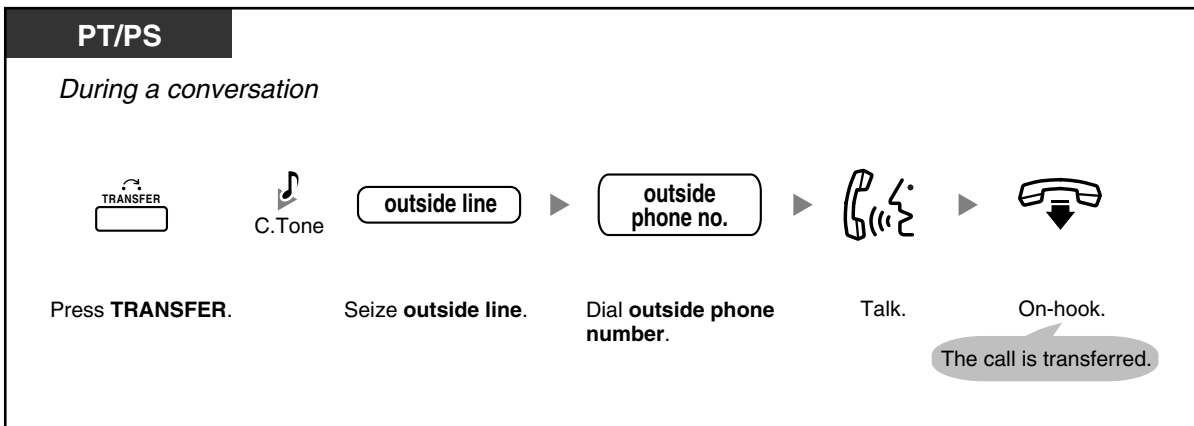 PT/PS
During a conversation
TRANSFER
C.Tone
outside line
outside
phone no.
Press TRANSFER.
Seize outside line.
Dial outside phone
number.
Talk.
On-hook.
The call is transferred.